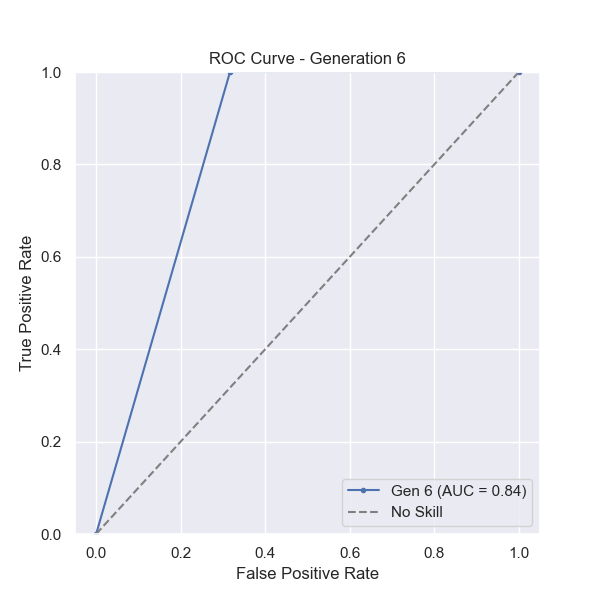 ROC Curve - Generation 6
1.0
0.8
0.6
0.4
0.2
0.0
True Positive Rate
0.0 0.2 0.4 0.6 0.8 1.0
False Positive Rate
Gen 6 (AUC = 0.84)
No Skill